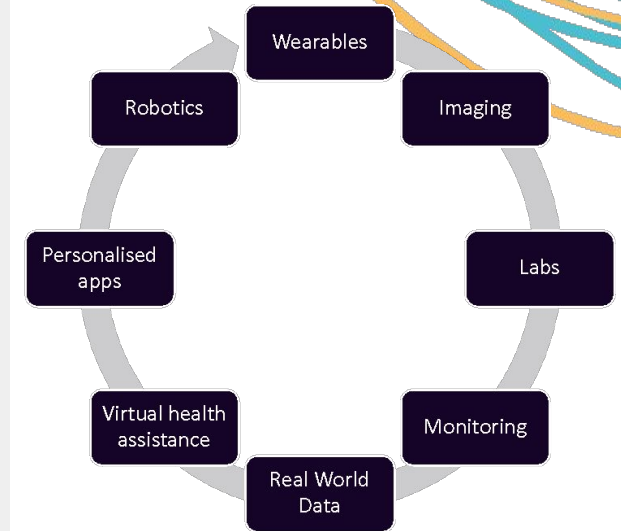 Wearables
Imaging
Labs
Monitoring
Real World
Data
Virtual health
assistance
Personalised
apps
Robotics